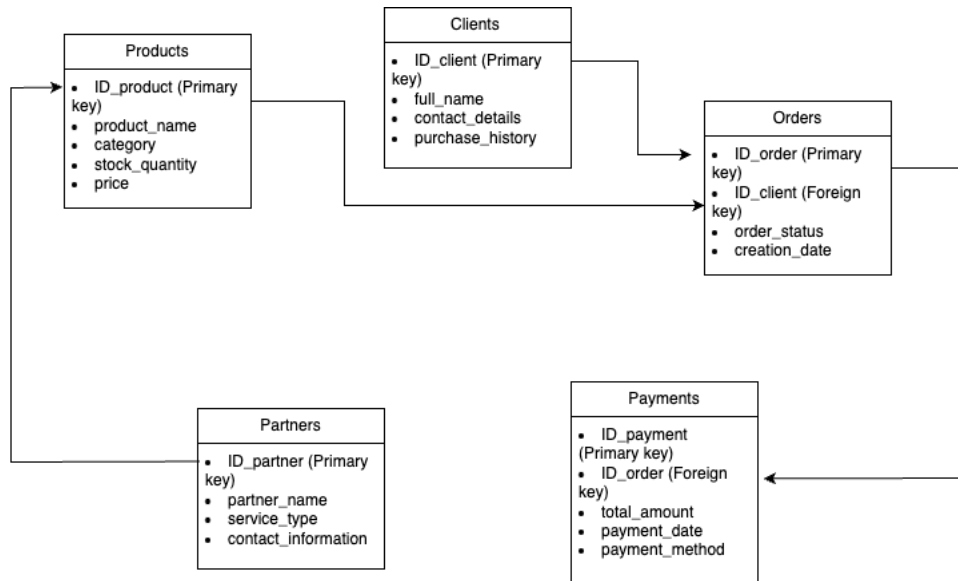 Products
• ID_product (Primary
key)
• product_name
• category
• stock_quantity
• price
Clients
• ID_client (Primary
key)
• full_name
• contact_details
• purchase_history
Orders
• ID_order (Primary
key)
• ID_client (Foreign
key)
• order_status
• creation_date
Partners
• ID_partner (Primary
key)
• partner_name
• service_type
• contact_information
Payments
• ID_payment
(Primary key)
• ID_order (Foreign
key)
• total_amount
• payment_date
• payment_method